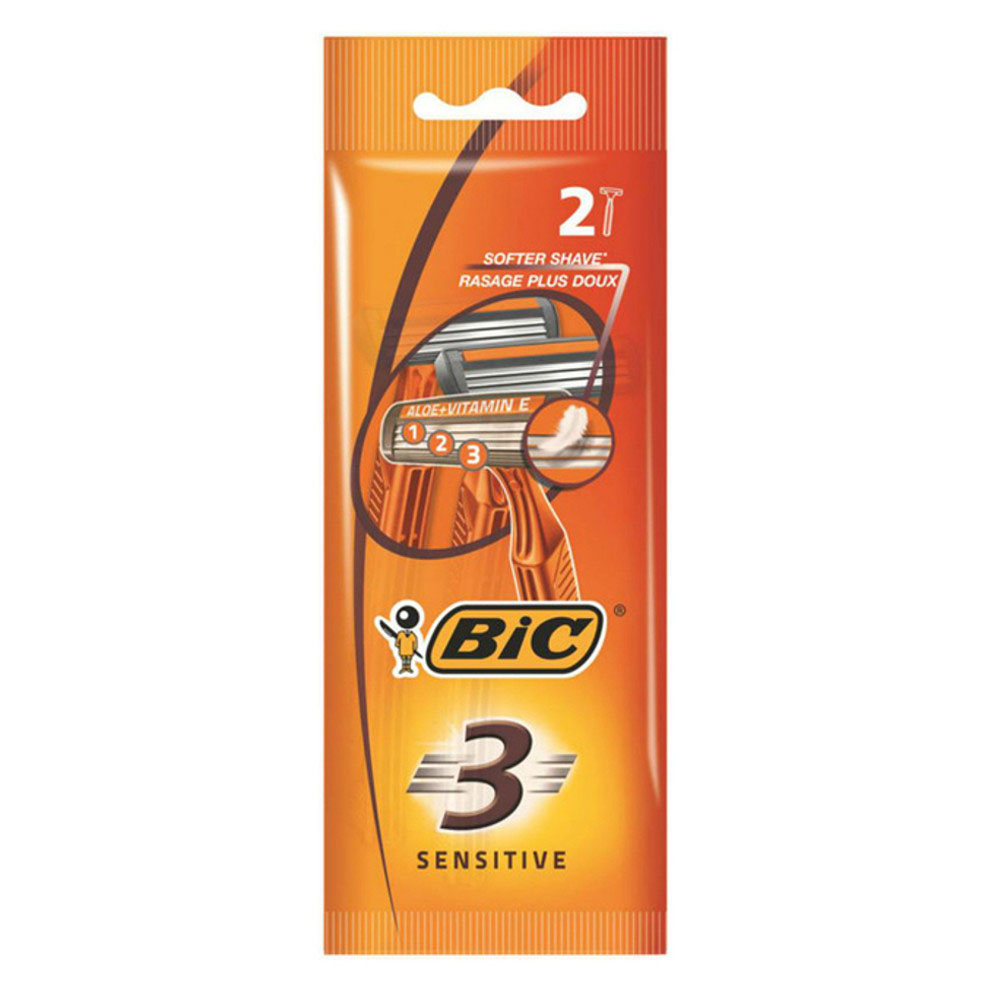 2
SOFTER SHAVE*
RASAGE PLUS DOUX
ALOE+VITAMIN E
1
2
3
BiC®
3
SENSITIVE